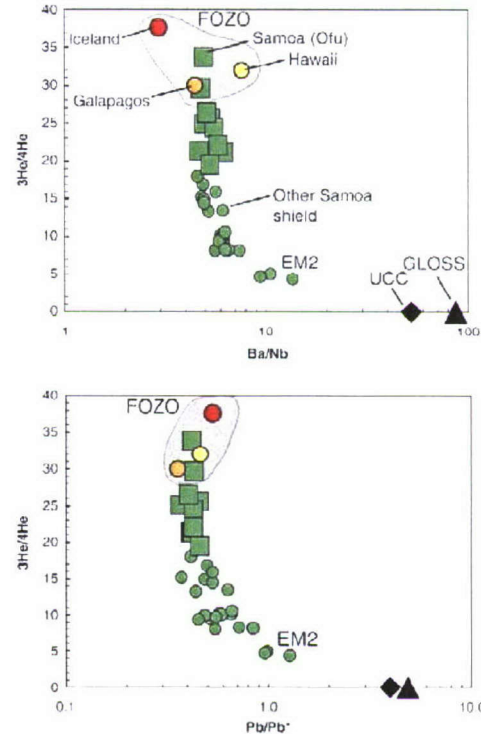 40
FOZO
35
Iceland
Samoa (Ofu)
30
Hawaii
25
Galapagos
3He/4He
20
15
Other Samoa
shield
10
EM2
GLOSS
5
UCC
0
1
10
100
Ba/Nb
40
FOZO
35
30
25
3He/4He
20
15
10
EM2
5
0
0.1
1.0
10.0
Pb/Pb*